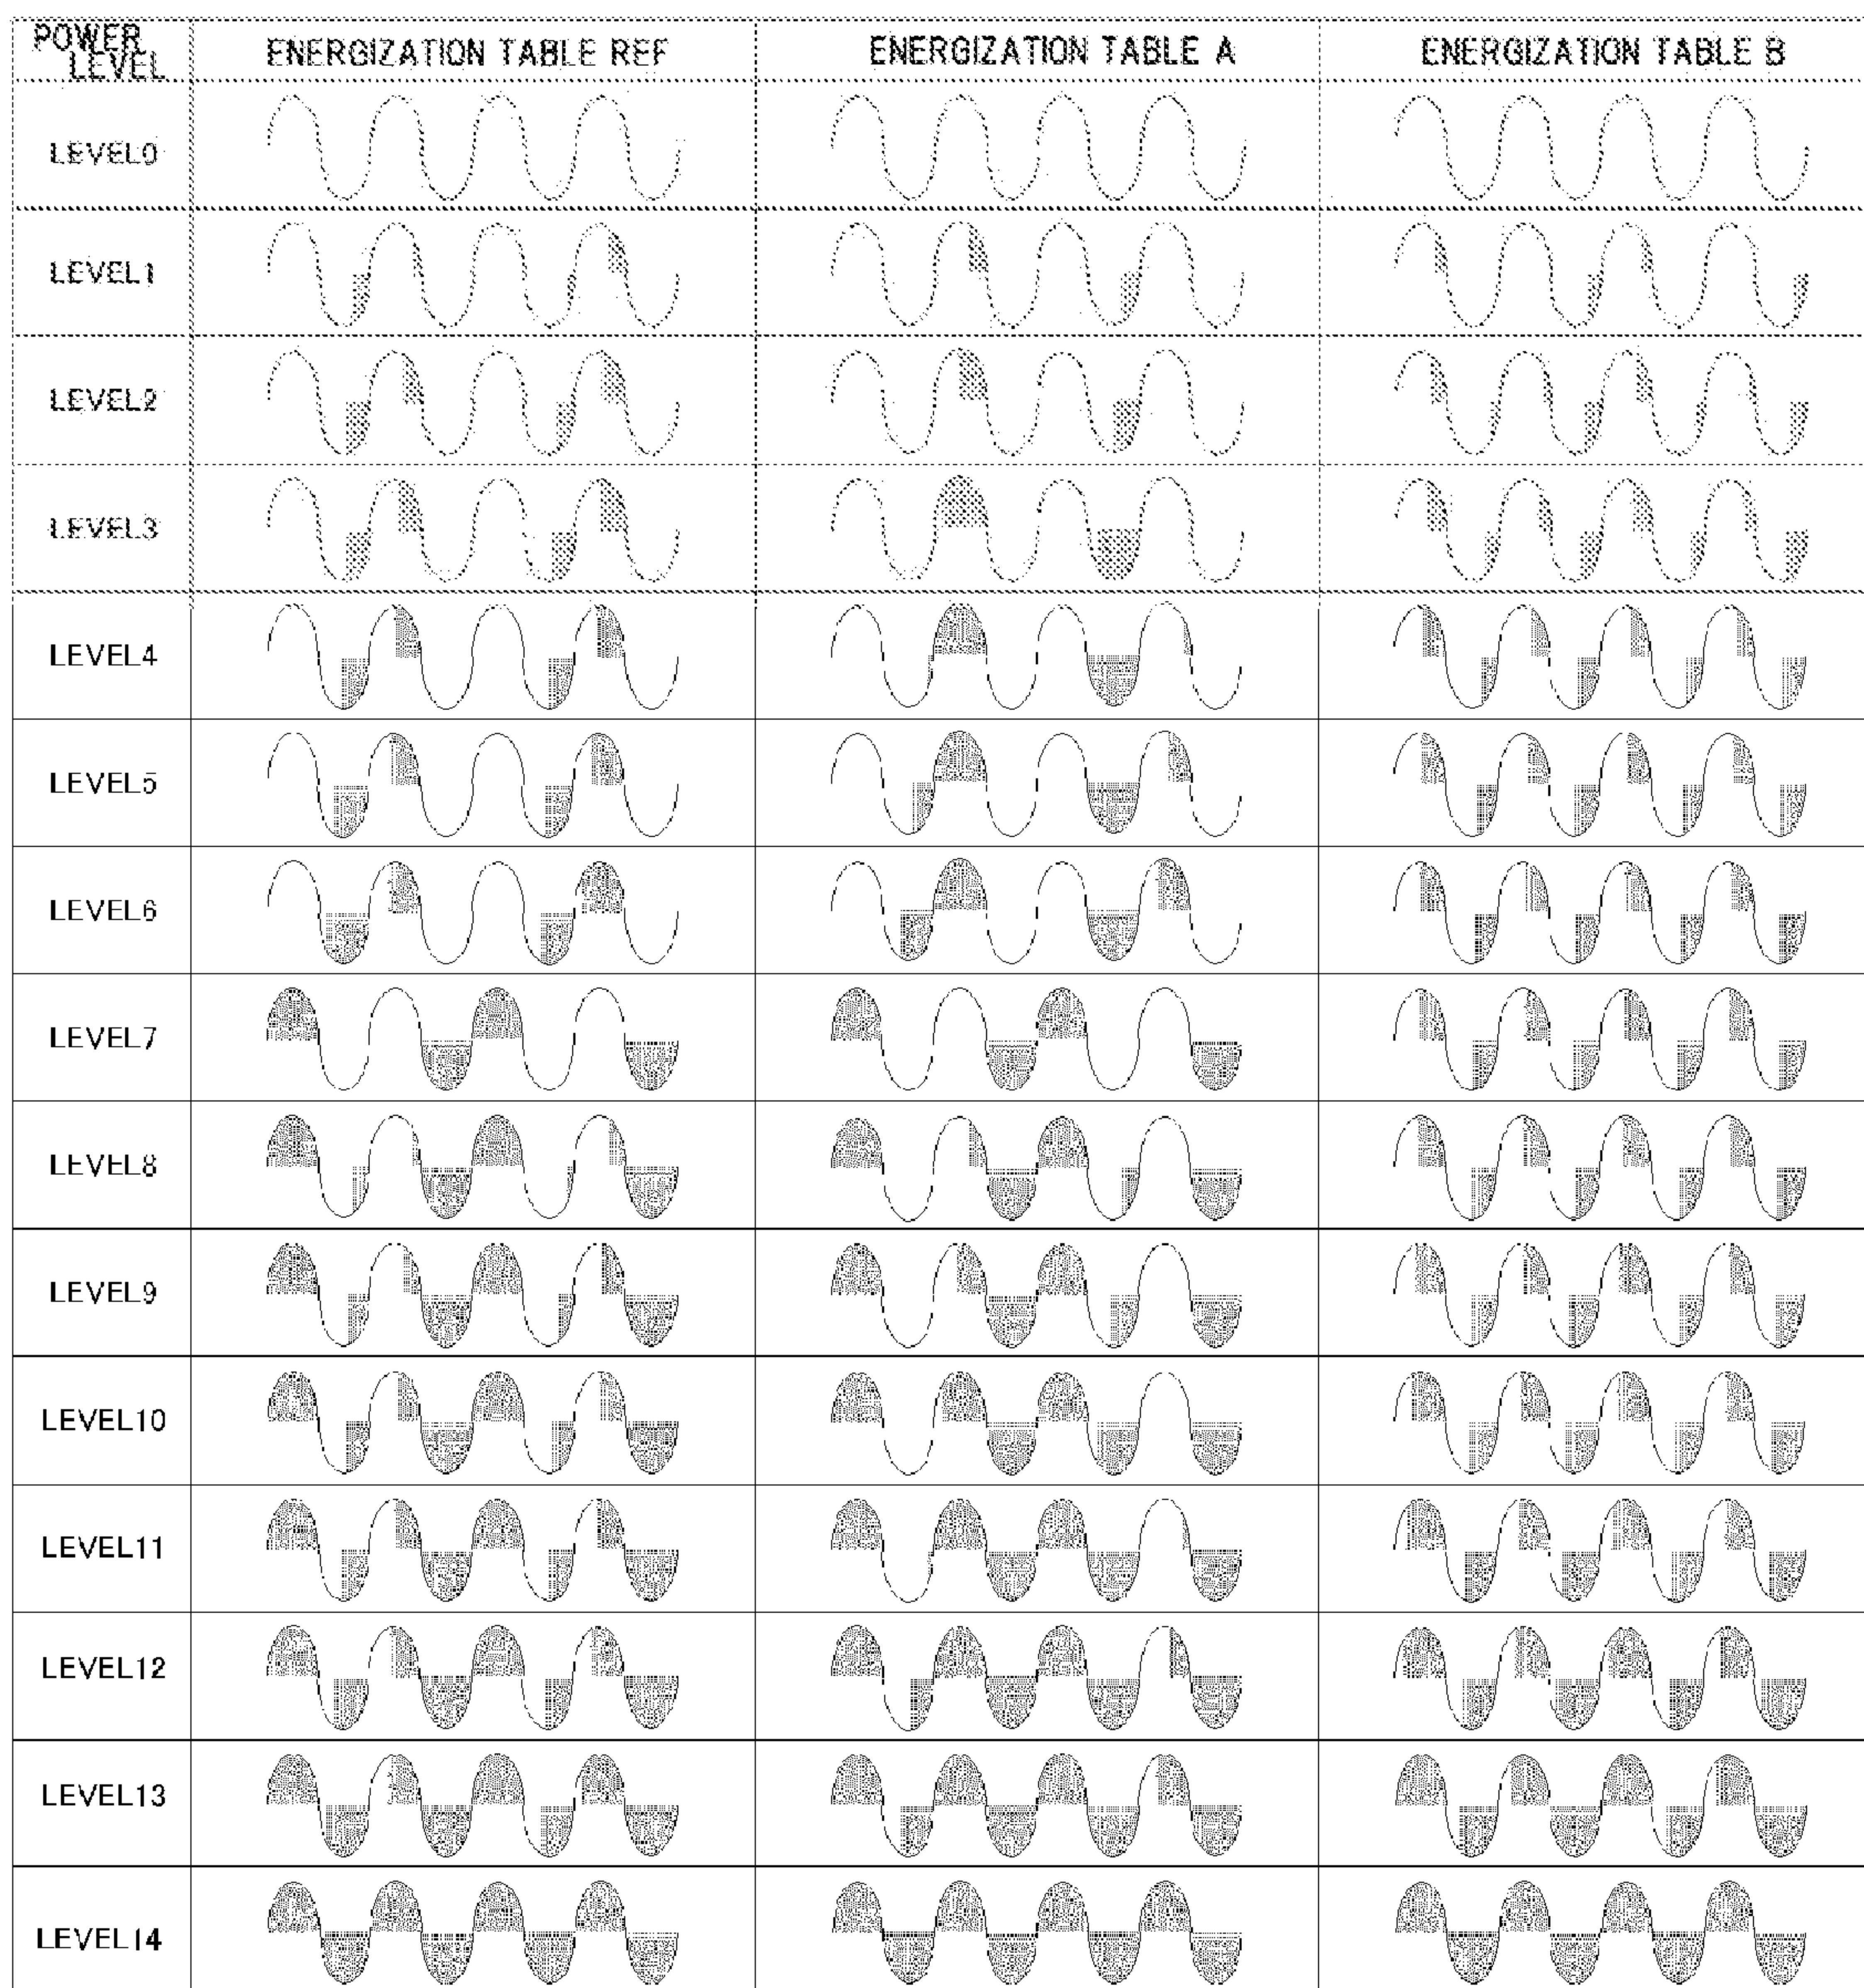 POWER LEVEL
ENERGIZATION TABLE REF
ENERGIZATION TABLE A
ENERGIZATION TABLE B
LEVEL0
LEVEL1
LEVEL2
LEVEL3
LEVEL4
LEVEL5
LEVEL6
LEVEL7
LEVEL8
LEVEL9
LEVEL10
LEVEL11
LEVEL12
LEVEL13
LEVEL14